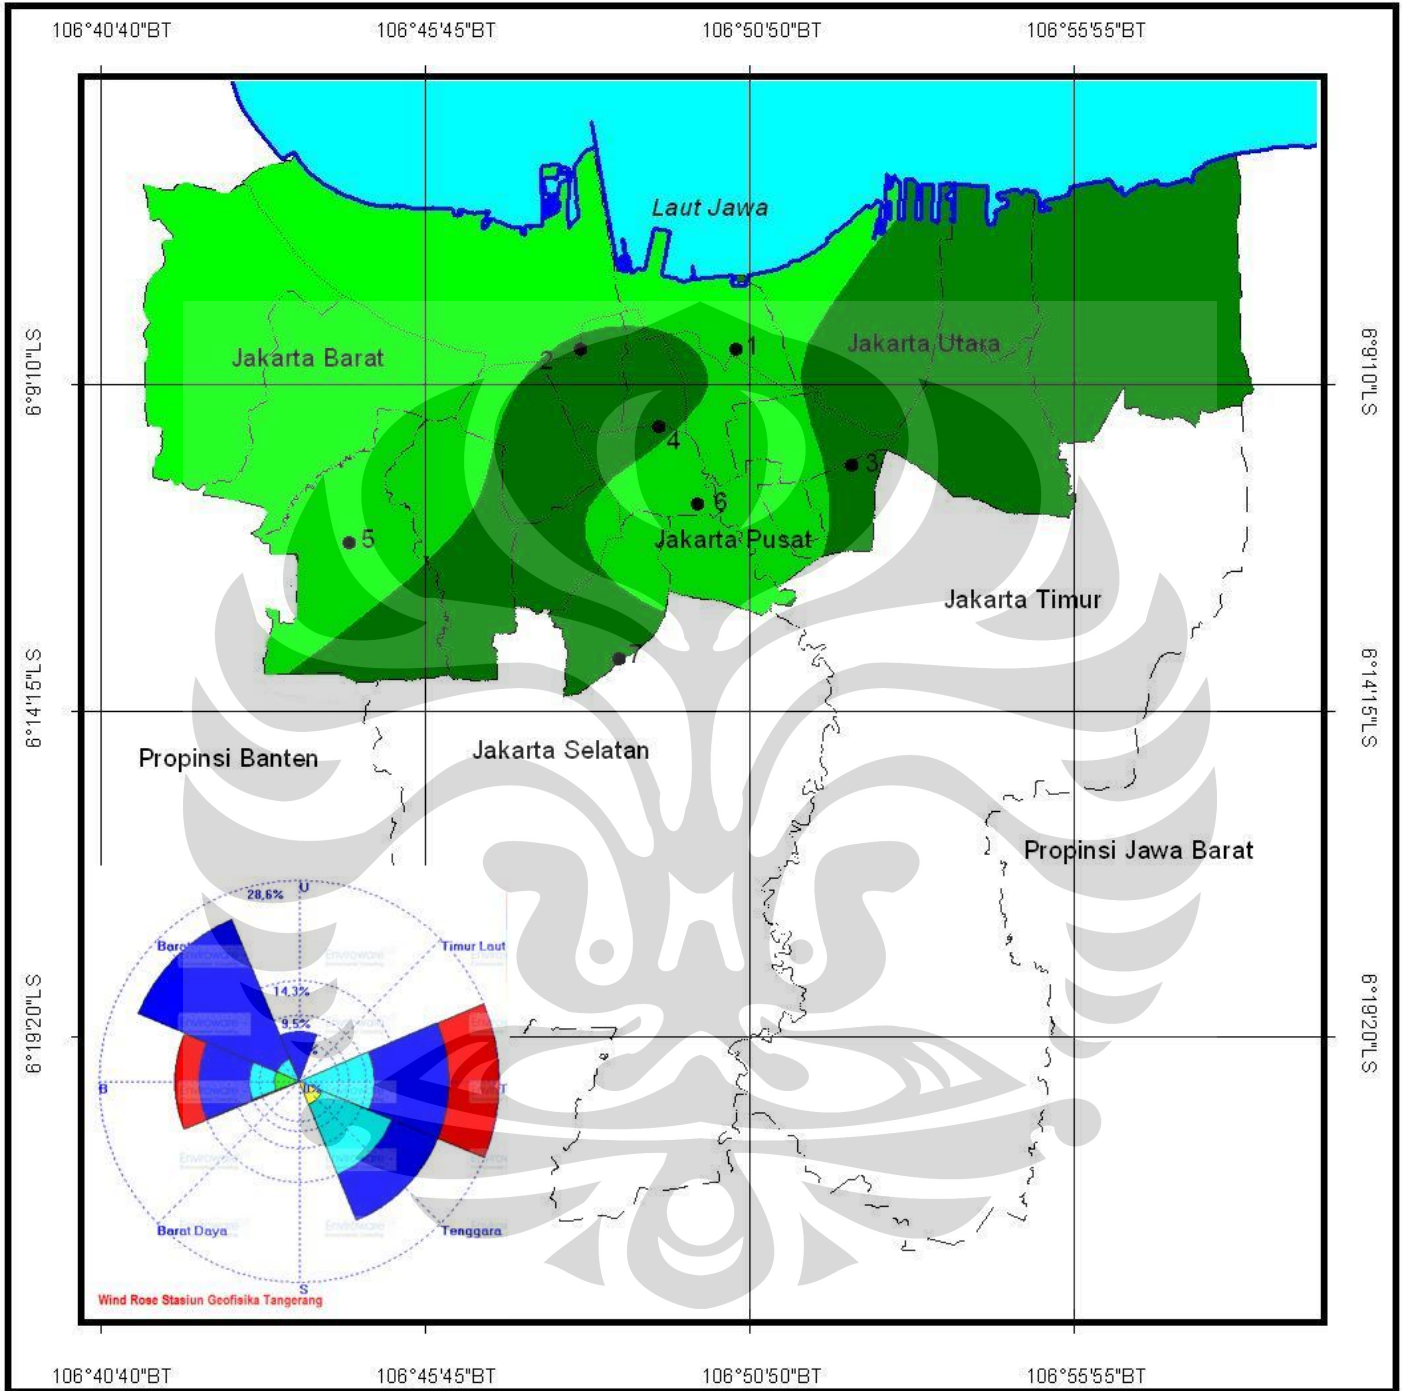 106°40'40"BT 106°45'45"BT 106°50'50"BT 106°55'55"BT
Laut Jawa
6°9'10"LS 6°9'10"LS
Jakarta Barat
2
1
Jakarta Utara
4
3
6
5
Jakarta Pusat
Jakarta Timur
7
6°14'15"LS 6°14'15"LS
Propinsi Banten
Jakarta Selatan
Propinsi Jawa Barat
28,6%
U
Barat
Timur Laut
14,3%
9,5%
6°19'20"LS 6°19'20"LS
B
0%
T
Barat Daya
Tenggara
S
Wind Rose Stasiun Geofisika Tangerang
106°40'40"BT 106°45'45"BT 106°50'50"BT 106°55'55"BT